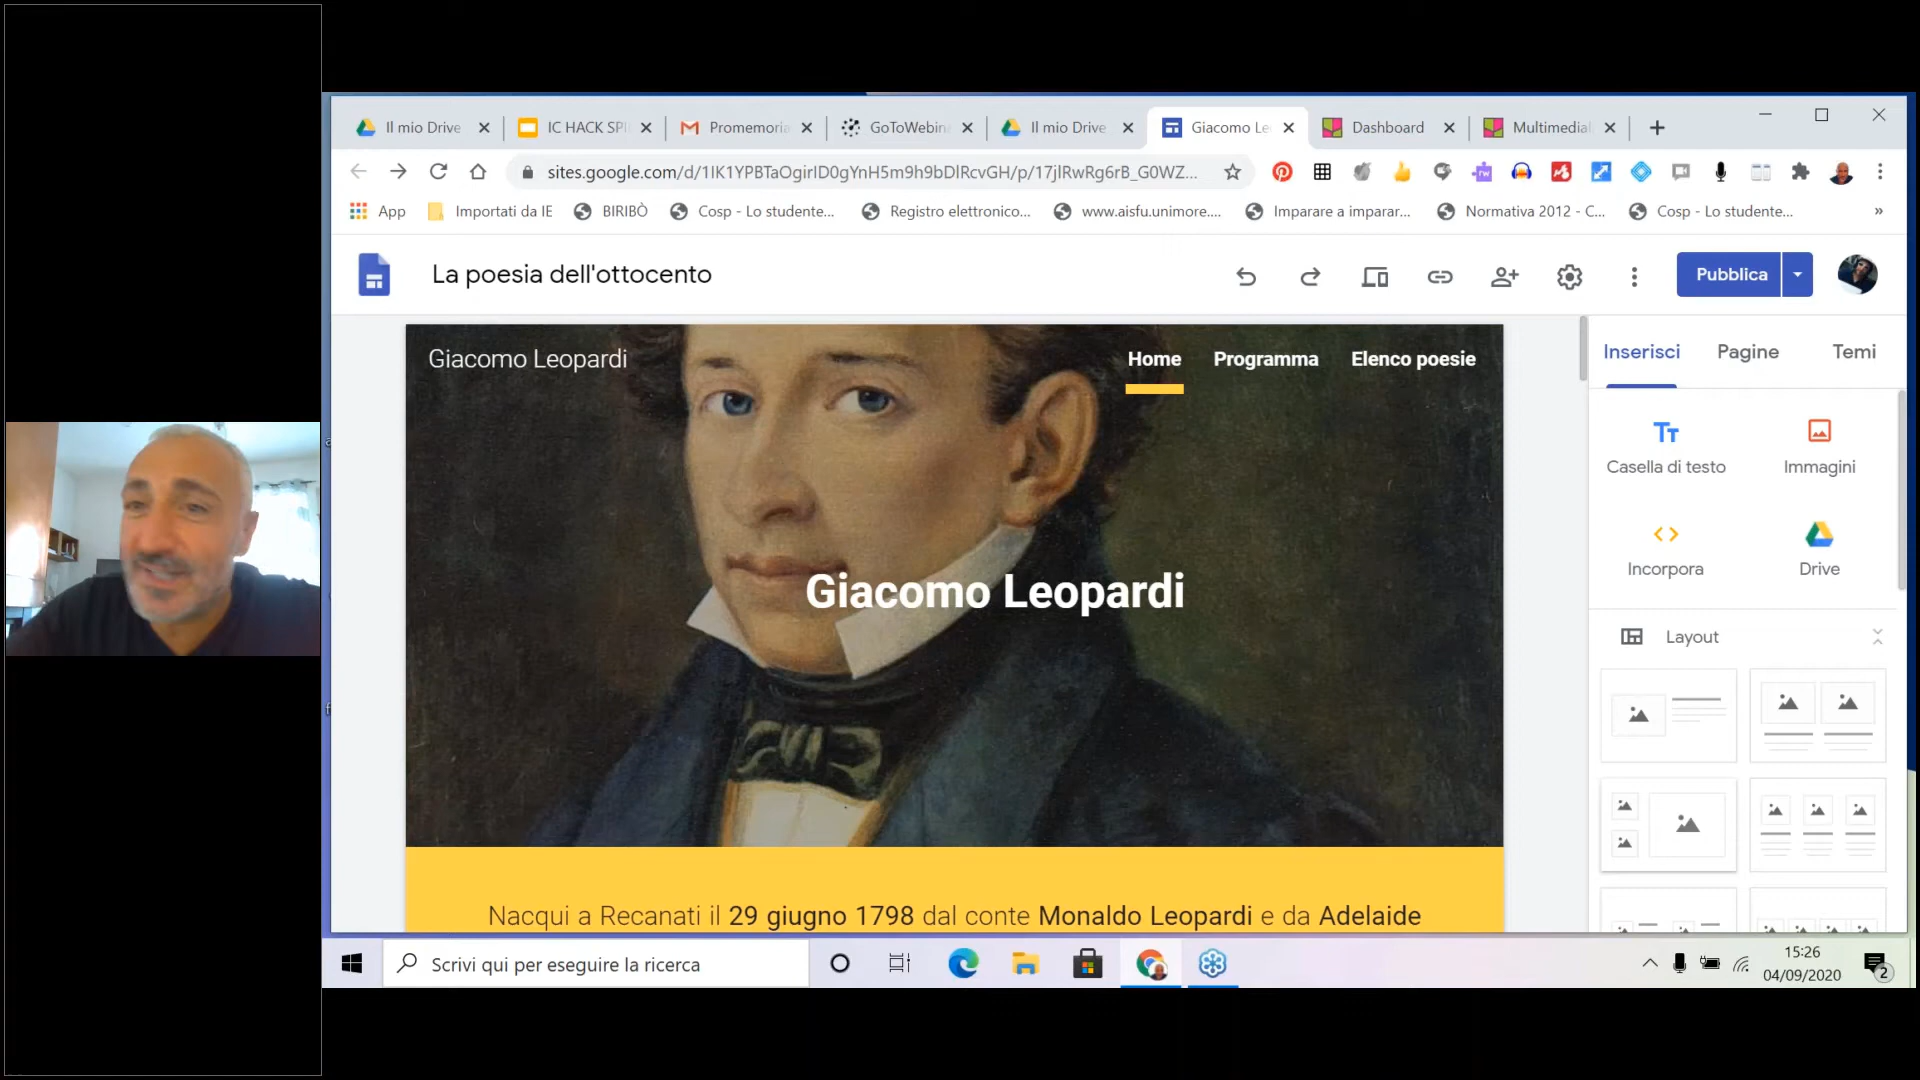 Il mio Drive
IC HACK SPI
Promemoria
GoToWebina
Il mio Drive
Giacomo Le
Dashboard
Multimedial
sites.google.com/d/1IK1YPBTaOgirID0gYnH5m9h9bDlRcvGH/p/17jlRwRg6rB_G0WZ...
App
Importati da IE
BIRIBÒ
Cosp - Lo studente...
Registro elettronico...
www.aisfu.unimore....
Imparare a imparar...
Normativa 2012 - C...
Cosp - Lo studente...
»
La poesia dell'ottocento
Pubblica
Giacomo Leopardi
Home
Programma
Elenco poesie
Inserisci
Pagine
Temi
Tт
Casella di testo
Immagini
Incorpora
Drive
Giacomo Leopardi
Layout
Nacqui a Recanati il 29 giugno 1798 dal conte Monaldo Leopardi e da Adelaide
Scrivi qui per eseguire la ricerca
15:26
04/09/2020
2